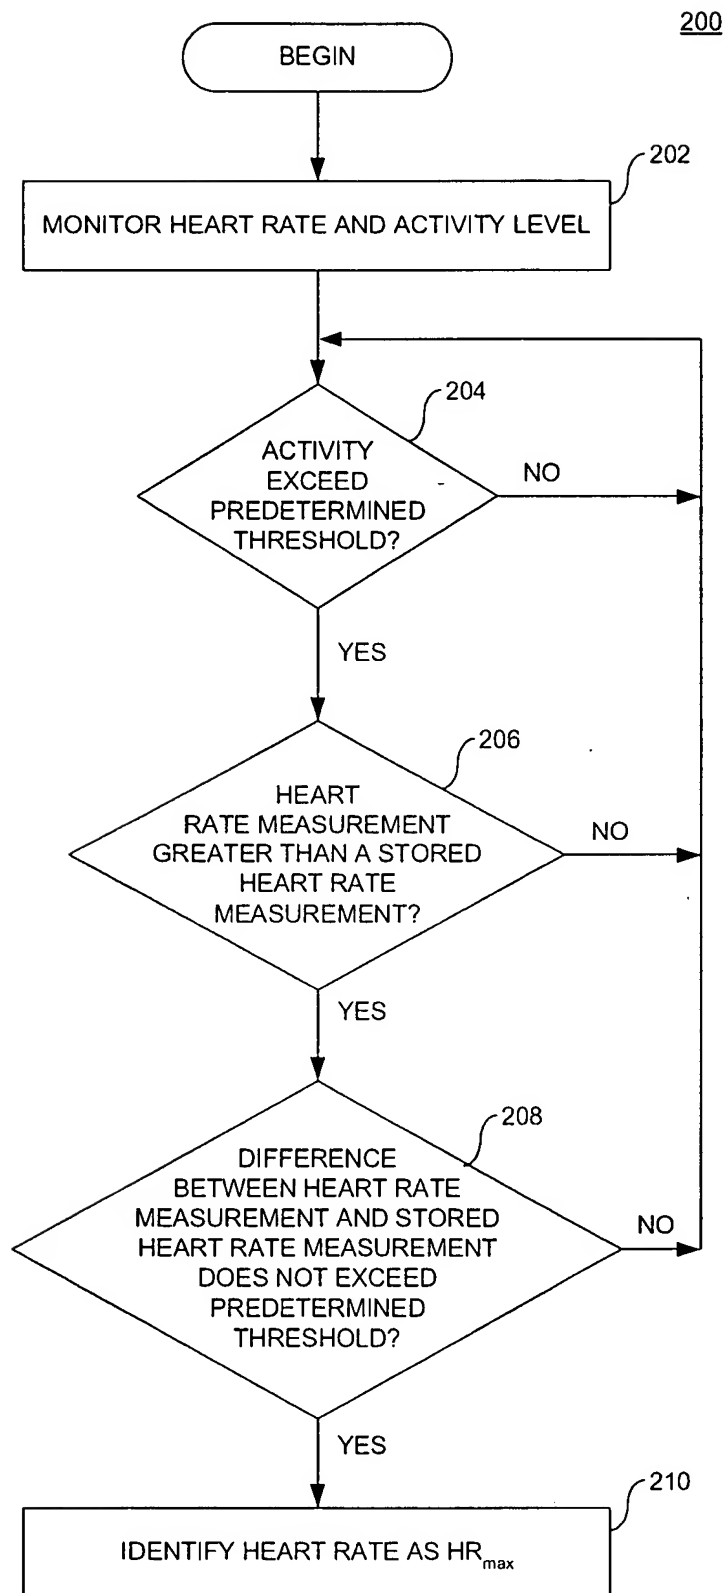 200
BEGIN
202
MONITOR HEART RATE AND ACTIVITY LEVEL
204
ACTIVITY
EXCEED
PREDETERMINED
THRESHOLD?
NO
YES
206
HEART
RATE MEASUREMENT
GREATER THAN A STORED
HEART RATE
MEASUREMENT?
NO
YES
208
DIFFERENCE
BETWEEN HEART RATE
MEASUREMENT AND STORED
HEART RATE MEASUREMENT
DOES NOT EXCEED
PREDETERMINED
THRESHOLD?
NO
YES
210
IDENTIFY HEART RATE AS HRmax